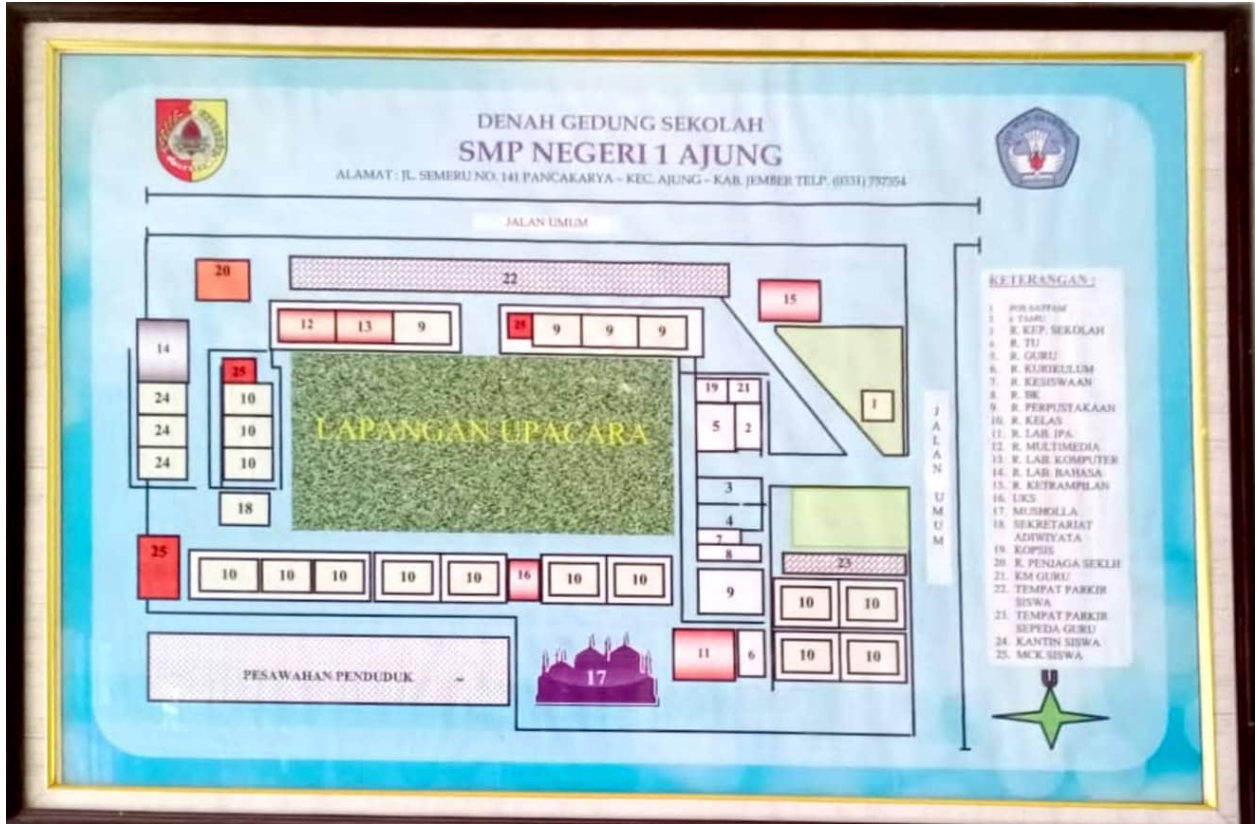 DENAH GEDUNG SEKOLAH
SMP NEGERI 1 AJUNG
ALAMAT : JL. SEMERU NO. 141 PANCAKARYA – KEC. AJUNG – KAB. JEMBER TELP. (0331) 757354
JALAN UMUM
20
22
15
12 13 9
25 9 9 9
14
25
24 10
24 10
24 10
18
LAPANGAN UPACARA
19 21
5 2
1
3
4
7
8
9
23
10 10
10 10
25
10 10 10 10 10 16 10 10
11 6
17
PESAWAHAN PENDUDUK
JALAN UMUM
KETERANGAN :
1 POS SATPAM
TAMU
R. KEP. SEKOLAH
4. R. TU
5. R. GURU
6. R. KURIKULUM
7. R. KESISWAAN
8. R. BK
9. R. PERPUSTAKAAN
10. R. KELAS
11. R. LAB. IPA
12. R. MULTIMEDIA
13. R. LAB. KOMPUTER
14. R. LAB. BAHASA
15. R. KETRAMPILAN
16. UKS
17. MUSHOLLA
18. SEKRETARIAT
ADIWIYATA
19. KOPSIS
20. R. PENJAGA SEKLH
21. KM GURU
22. TEMPAT PARKIR
SISWA
23. TEMPAT PARKIR
SEPEDA GURU
24. KANTIN SISWA
25. MCK SISWA
U